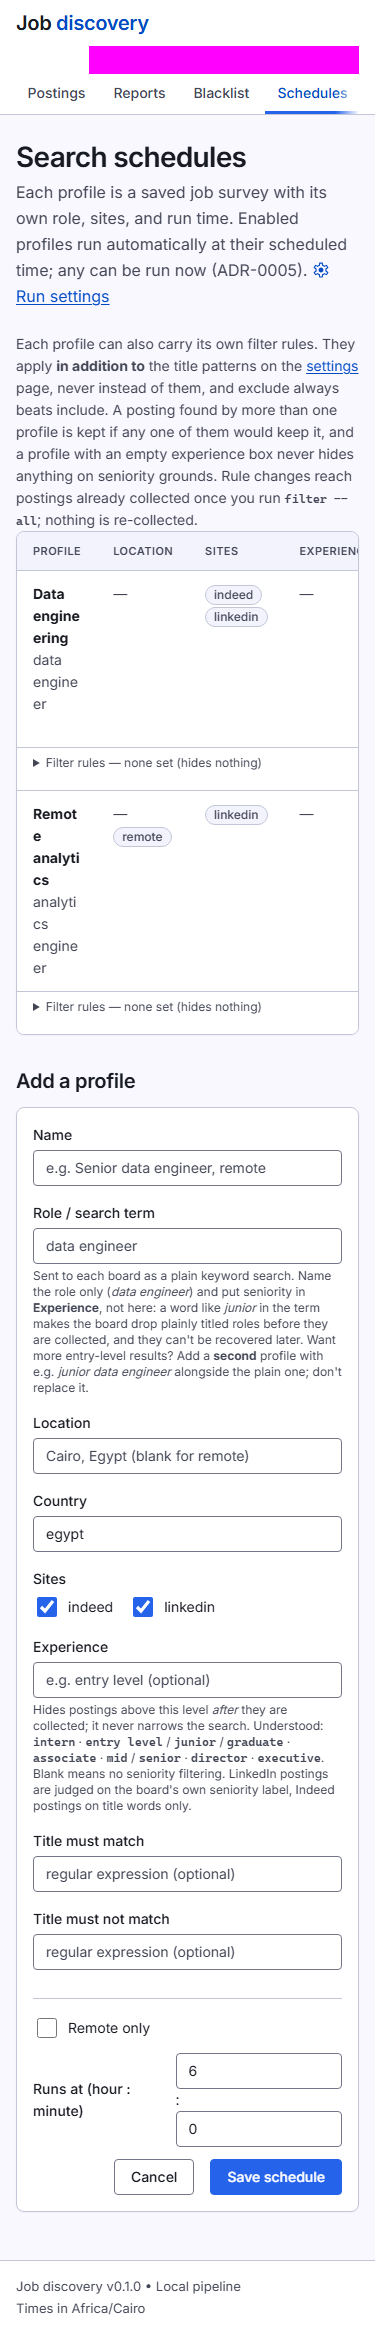 Job discovery
Postings Reports Blacklist Schedules
Search schedules
Each profile is a saved job survey with its
own role, sites, and run time. Enabled
profiles run automatically at their scheduled
time; any can be run now (ADR-0005).
Run settings
Each profile can also carry its own filter rules. They
apply in addition to the title patterns on the settings
page, never instead of them, and exclude always
beats include. A posting found by more than one
profile is kept if any one of them would keep it, and
a profile with an empty experience box never hides
anything on seniority grounds. Rule changes reach
postings already collected once you run filter --
all; nothing is re-collected.
PROFILE LOCATION SITES EXPERIENC
Data — indeed —
engine linkedin
ering
data
engine
er
▶ Filter rules — none set (hides nothing)
Remot — linkedin —
e remote
analyti
cs
analyti
cs
engine
er
▶ Filter rules — none set (hides nothing)
Add a profile
Name
e.g. Senior data engineer, remote
Role / search term
data engineer
Sent to each board as a plain keyword search. Name
the role only (data engineer) and put seniority in
Experience, not here: a word like junior in the term
makes the board drop plainly titled roles before they
are collected, and they can't be recovered later. Want
more entry-level results? Add a second profile with
e.g. junior data engineer alongside the plain one; don't
replace it.
Location
Cairo, Egypt (blank for remote)
Country
egypt
Sites
indeed linkedin
Experience
e.g. entry level (optional)
Hides postings above this level after they are
collected; it never narrows the search. Understood:
intern · entry level / junior / graduate ·
associate · mid / senior · director · executive.
Blank means no seniority filtering. LinkedIn postings
are judged on the board's own seniority label, Indeed
postings on title words only.
Title must match
regular expression (optional)
Title must not match
regular expression (optional)
Remote only
Runs at (hour :
minute)
6
:
0
Cancel Save schedule
Job discovery v0.1.0 • Local pipeline
Times in Africa/Cairo